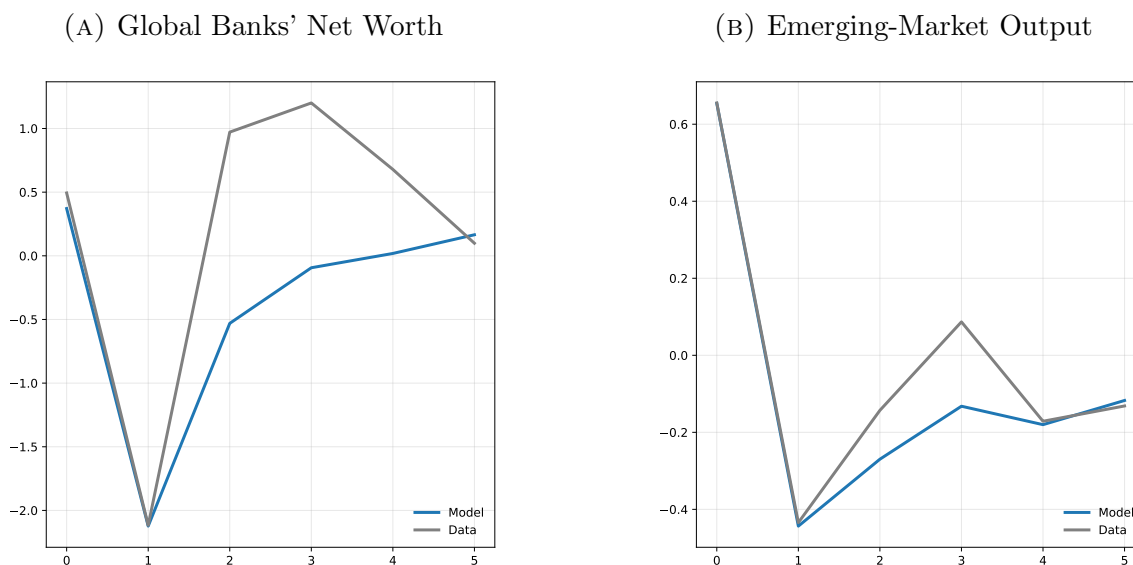 (A) Global Banks' Net Worth
1.0
0.5
0.0
−0.5
−1.0
−1.5
−2.0
0 1 2 3 4 5
Model
Data
(B) Emerging-Market Output
0.6
0.4
0.2
0.0
−0.2
−0.4
0 1 2 3 4 5
Model
Data